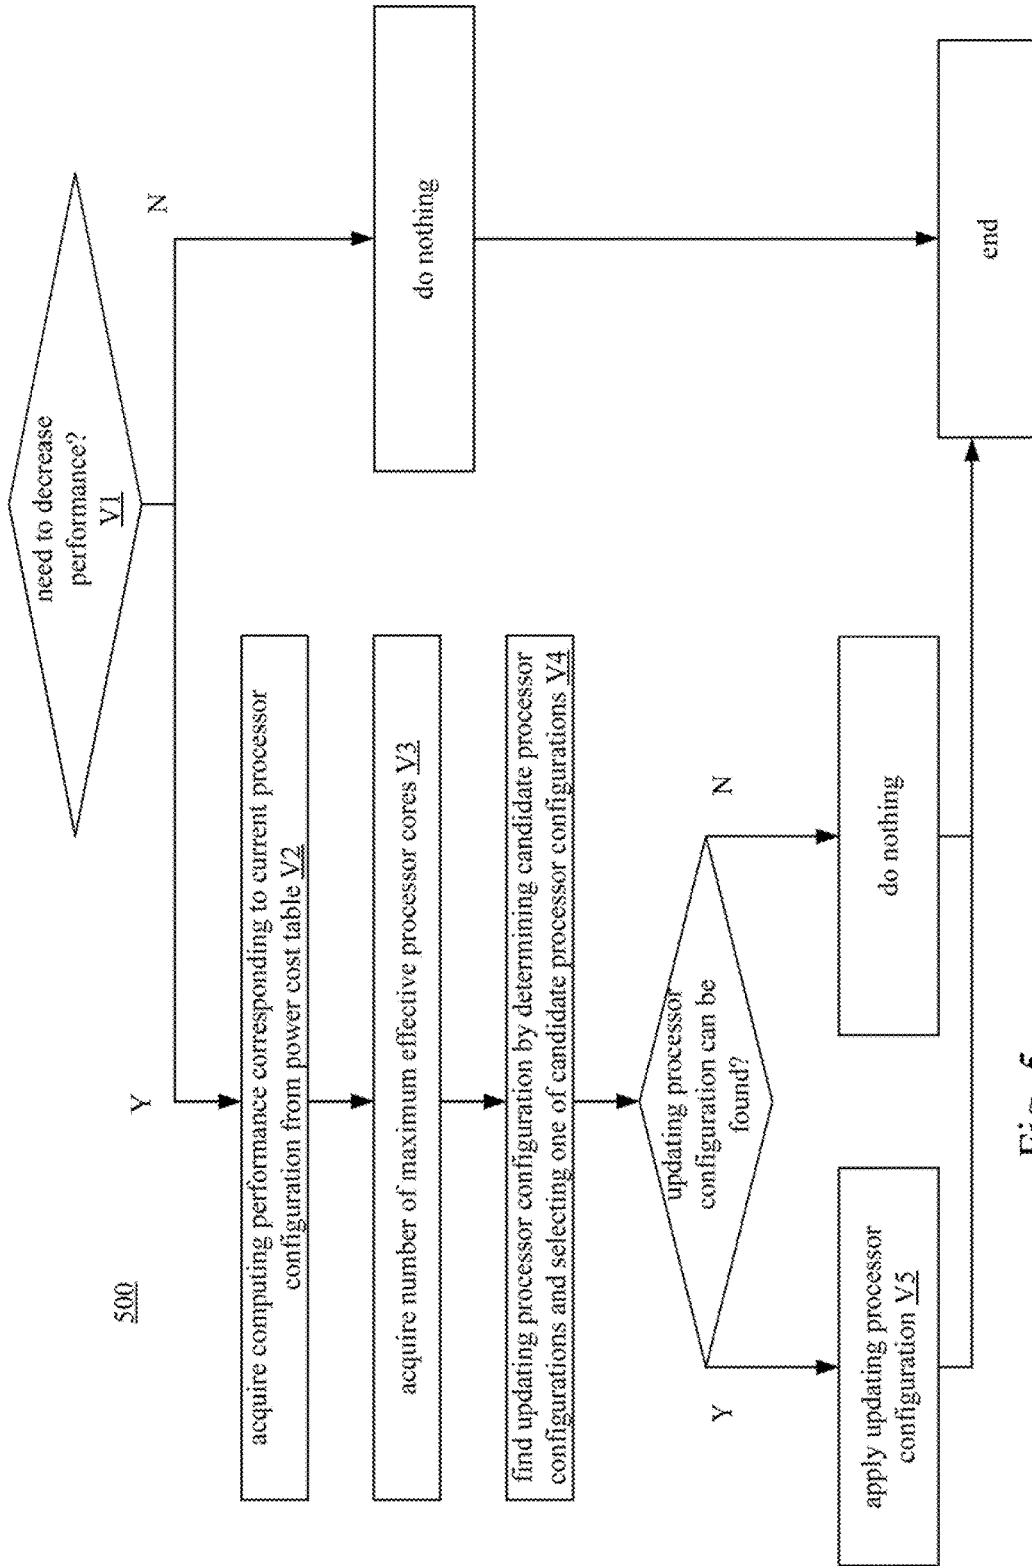 500
need to decrease
performance?
V1
Y
N
acquire computing performance corresponding to current processor
configuration from power cost table V2
do nothing
acquire number of maximum effective processor cores V3
find updating processor configuration by determining candidate processor
configurations and selecting one of candidate processor configurations V4
updating processor
configuration can be
found?
Y
N
apply updating processor
configuration V5
do nothing
end